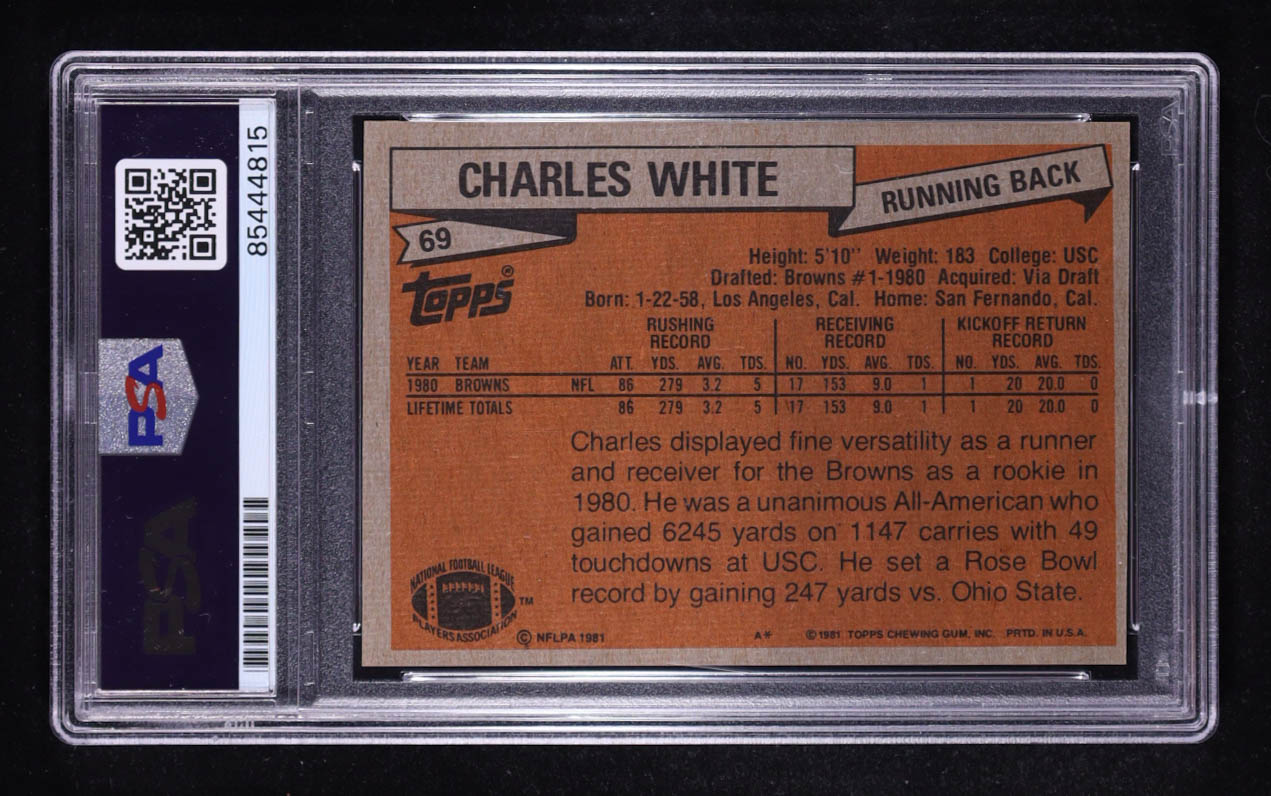 85444815
PSA
PSA
CHARLES WHITE
RUNNING BACK
69
TOPPS®
Height: 5'10" Weight: 183 College: USC
Drafted: Browns #1-1980 Acquired: Via Draft
Born: 1-22-58, Los Angeles, Cal. Home: San Fernando, Cal.
RUSHING RECORD RECEIVING RECORD KICKOFF RETURN RECORD
YEAR TEAM ATT. YDS. AVG. TDS. NO. YDS. AVG. TDS. NO. YDS. AVG. TDS.
1980 BROWNS NFL 86 279 3.2 5 17 153 9.0 1 1 20 20.0 0
LIFETIME TOTALS 86 279 3.2 5 17 153 9.0 1 1 20 20.0 0
Charles displayed fine versatility as a runner
and receiver for the Browns as a rookie in
1980. He was a unanimous All-American who
gained 6245 yards on 1147 carries with 49
touchdowns at USC. He set a Rose Bowl
record by gaining 247 yards vs. Ohio State.
NATIONAL FOOTBALL LEAGUE
PLAYERS ASSOCIATION
TM
© NFLPA 1981
A* ©1981 TOPPS CHEWING GUM, INC. PRTD. IN U.S.A.